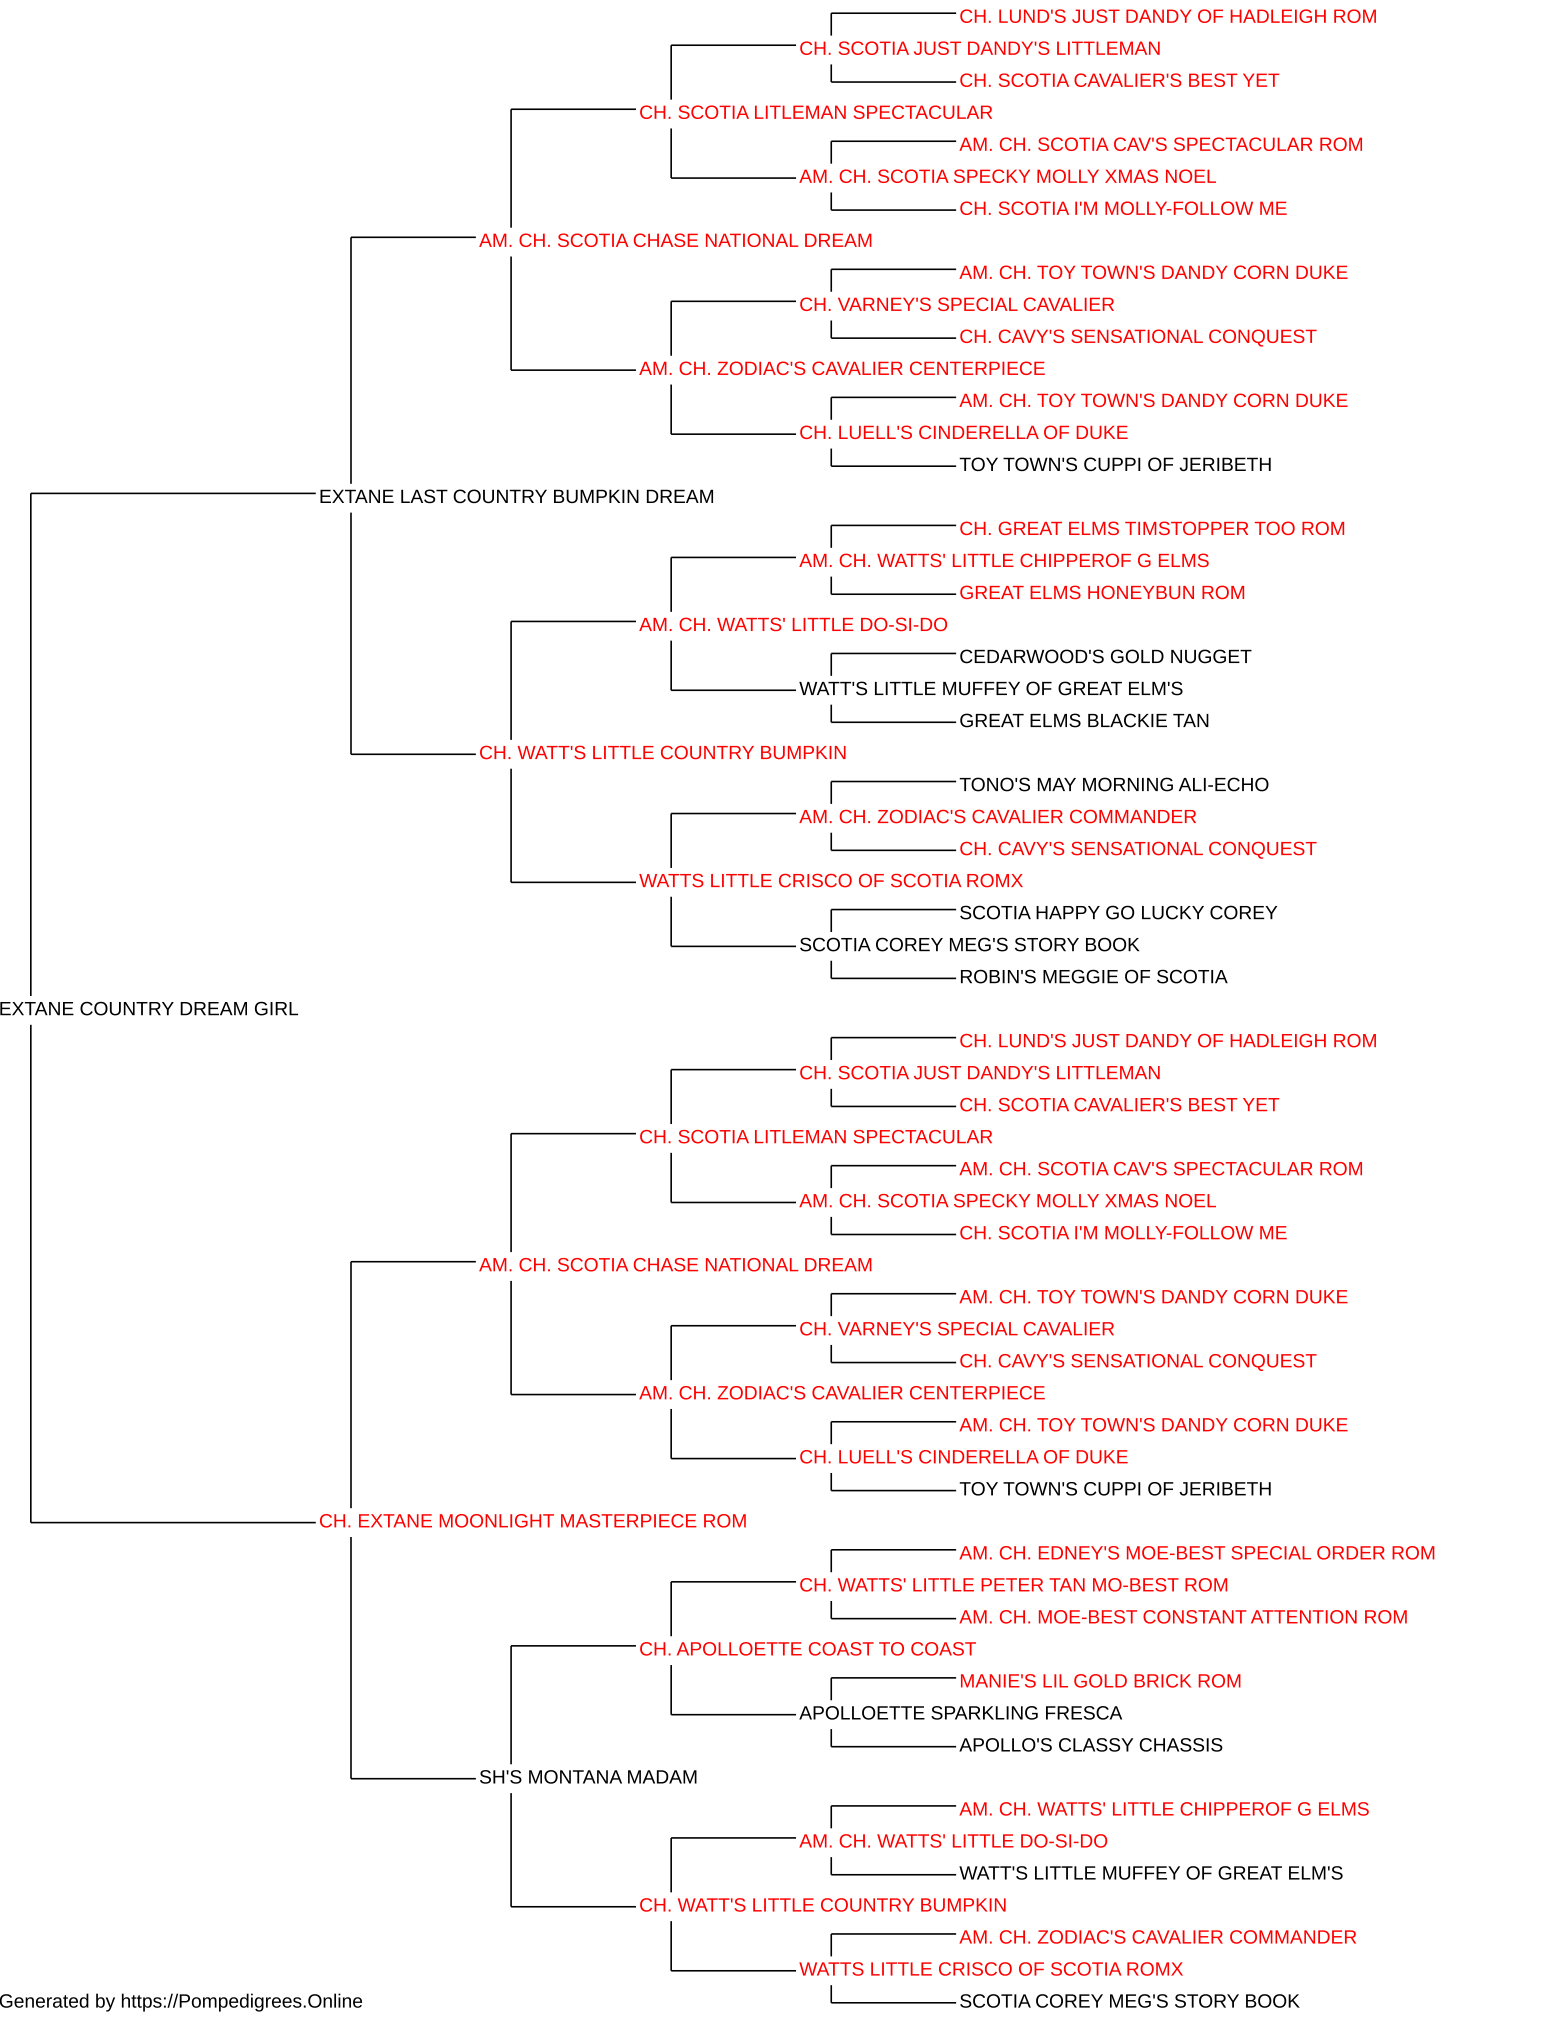 CH. LUND'S JUST DANDY OF HADLEIGH ROM
CH. SCOTIA JUST DANDY'S LITTLEMAN
CH. SCOTIA CAVALIER'S BEST YET
CH. SCOTIA LITLEMAN SPECTACULAR
AM. CH. SCOTIA CAV'S SPECTACULAR ROM
AM. CH. SCOTIA SPECKY MOLLY XMAS NOEL
CH. SCOTIA I'M MOLLY-FOLLOW ME
AM. CH. SCOTIA CHASE NATIONAL DREAM
AM. CH. TOY TOWN'S DANDY CORN DUKE
CH. VARNEY'S SPECIAL CAVALIER
CH. CAVY'S SENSATIONAL CONQUEST
AM. CH. ZODIAC'S CAVALIER CENTERPIECE
AM. CH. TOY TOWN'S DANDY CORN DUKE
CH. LUELL'S CINDERELLA OF DUKE
TOY TOWN'S CUPPI OF JERIBETH
EXTANE LAST COUNTRY BUMPKIN DREAM
CH. GREAT ELMS TIMSTOPPER TOO ROM
AM. CH. WATTS' LITTLE CHIPPEROF G ELMS
GREAT ELMS HONEYBUN ROM
AM. CH. WATTS' LITTLE DO-SI-DO
CEDARWOOD'S GOLD NUGGET
WATT'S LITTLE MUFFEY OF GREAT ELM'S
GREAT ELMS BLACKIE TAN
CH. WATT'S LITTLE COUNTRY BUMPKIN
TONO'S MAY MORNING ALI-ECHO
AM. CH. ZODIAC'S CAVALIER COMMANDER
CH. CAVY'S SENSATIONAL CONQUEST
WATTS LITTLE CRISCO OF SCOTIA ROMX
SCOTIA HAPPY GO LUCKY COREY
SCOTIA COREY MEG'S STORY BOOK
ROBIN'S MEGGIE OF SCOTIA
EXTANE COUNTRY DREAM GIRL
CH. LUND'S JUST DANDY OF HADLEIGH ROM
CH. SCOTIA JUST DANDY'S LITTLEMAN
CH. SCOTIA CAVALIER'S BEST YET
CH. SCOTIA LITLEMAN SPECTACULAR
AM. CH. SCOTIA CAV'S SPECTACULAR ROM
AM. CH. SCOTIA SPECKY MOLLY XMAS NOEL
CH. SCOTIA I'M MOLLY-FOLLOW ME
AM. CH. SCOTIA CHASE NATIONAL DREAM
AM. CH. TOY TOWN'S DANDY CORN DUKE
CH. VARNEY'S SPECIAL CAVALIER
CH. CAVY'S SENSATIONAL CONQUEST
AM. CH. ZODIAC'S CAVALIER CENTERPIECE
AM. CH. TOY TOWN'S DANDY CORN DUKE
CH. LUELL'S CINDERELLA OF DUKE
TOY TOWN'S CUPPI OF JERIBETH
CH. EXTANE MOONLIGHT MASTERPIECE ROM
AM. CH. EDNEY'S MOE-BEST SPECIAL ORDER ROM
CH. WATTS' LITTLE PETER TAN MO-BEST ROM
AM. CH. MOE-BEST CONSTANT ATTENTION ROM
CH. APOLLOETTE COAST TO COAST
MANIE'S LIL GOLD BRICK ROM
APOLLOETTE SPARKLING FRESCA
APOLLO'S CLASSY CHASSIS
SH'S MONTANA MADAM
AM. CH. WATTS' LITTLE CHIPPEROF G ELMS
AM. CH. WATTS' LITTLE DO-SI-DO
WATT'S LITTLE MUFFEY OF GREAT ELM'S
CH. WATT'S LITTLE COUNTRY BUMPKIN
AM. CH. ZODIAC'S CAVALIER COMMANDER
WATTS LITTLE CRISCO OF SCOTIA ROMX
SCOTIA COREY MEG'S STORY BOOK
Generated by https://Pompedigrees.Online